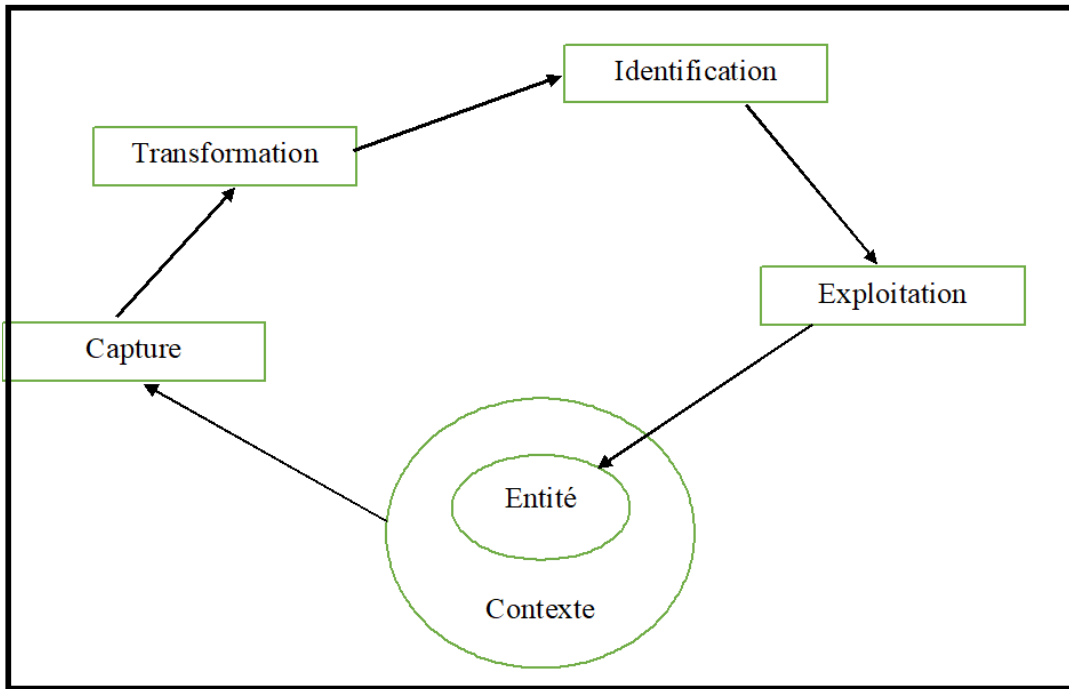 Identification
Transformation
Exploitation
Capture
Entité
Contexte